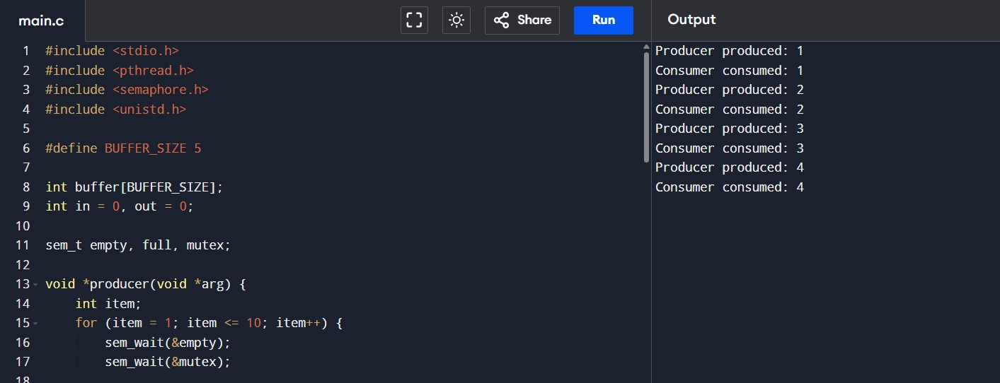 main.c
Share
Run
Output
1 #include <stdio.h>
2 #include <pthread.h>
3 #include <semaphore.h>
4 #include <unistd.h>
5
6 #define BUFFER_SIZE 5
7
8 int buffer[BUFFER_SIZE];
9 int in = 0, out = 0;
10
11 sem_t empty, full, mutex;
12
13 void *producer(void *arg) {
14     int item;
15     for (item = 1; item <= 10; item++) {
16         sem_wait(&empty);
17         sem_wait(&mutex);
18
Producer produced: 1
Consumer consumed: 1
Producer produced: 2
Consumer consumed: 2
Producer produced: 3
Consumer consumed: 3
Producer produced: 4
Consumer consumed: 4